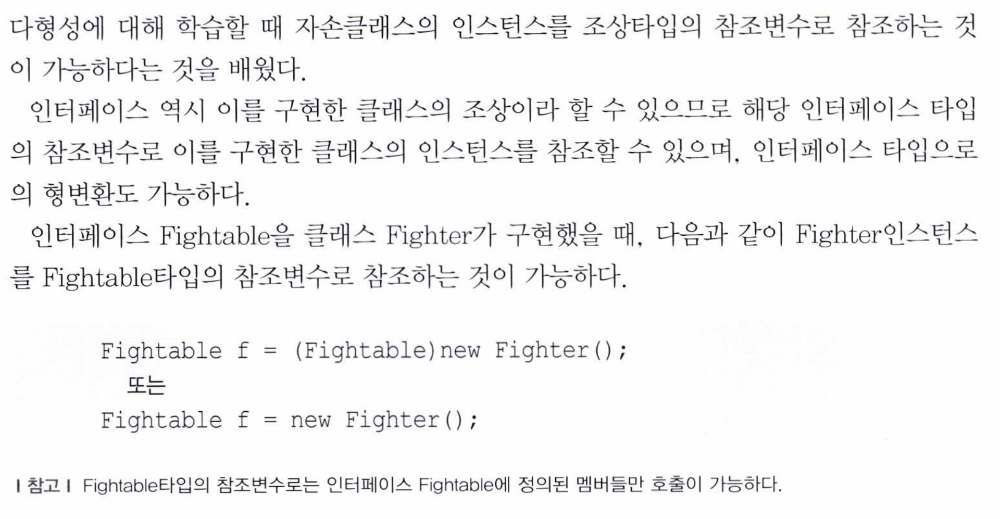 다형성에 대해 학습할 때 자손클래스의 인스턴스를 조상타입의 참조변수로 참조하는 것
이 가능하다는 것을 배웠다.
인터페이스 역시 이를 구현한 클래스의 조상이라 할 수 있으므로 해당 인터페이스 타입
의 참조변수로 이를 구현한 클래스의 인스턴스를 참조할 수 있으며, 인터페이스 타입으로
의 형변환도 가능하다.
인터페이스 Fightable을 클래스 Fighter가 구현했을 때, 다음과 같이 Fighter인스턴스
를 Fightable타입의 참조변수로 참조하는 것이 가능하다.
Fightable f = (Fightable)new Fighter();
또는
Fightable f = new Fighter();
| 참고 | Fightable타입의 참조변수로는 인터페이스 Fightable에 정의된 멤버들만 호출이 가능하다.